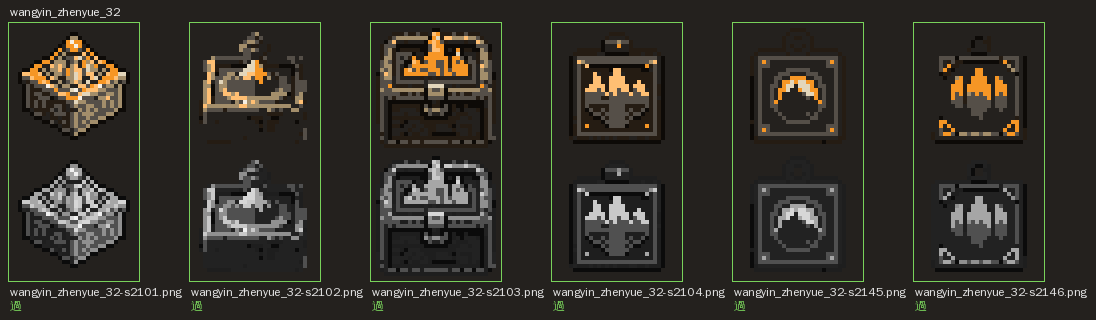 wangyin_zhenyue_32
wangyin_zhenyue_32-s2101.png
過
wangyin_zhenyue_32-s2102.png
過
wangyin_zhenyue_32-s2103.png
過
wangyin_zhenyue_32-s2104.png
過
wangyin_zhenyue_32-s2145.png
過
wangyin_zhenyue_32-s2146.png
過